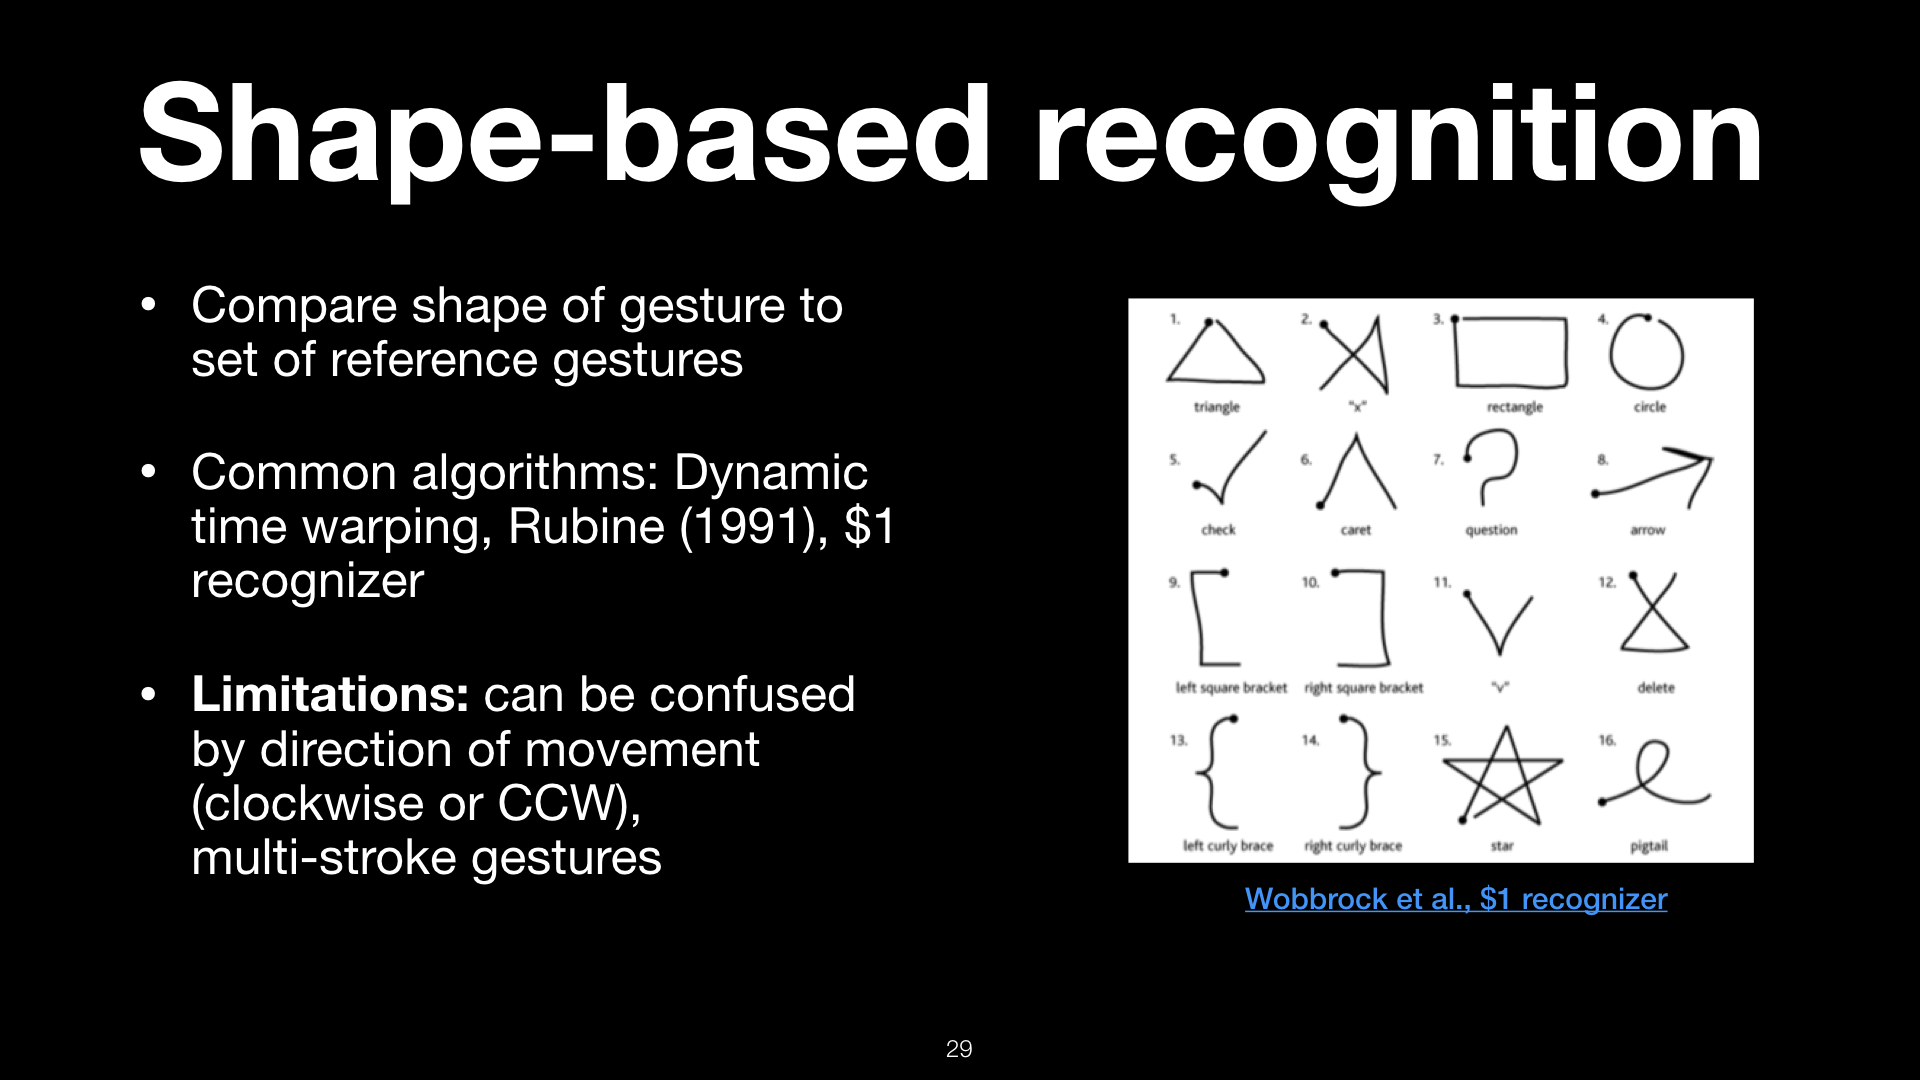 Shape-based recognition
• Compare shape of gesture to
set of reference gestures
• Common algorithms: Dynamic
time warping, Rubine (1991), $1
recognizer
• Limitations: can be confused
by direction of movement
(clockwise or CCW),
multi-stroke gestures
1. 2. 3. 4.
triangle "x" rectangle circle
5. 6. 7. 8.
check caret question arrow
9. 10. 11. 12.
left square bracket right square bracket "v" delete
13. 14. 15. 16.
left curly brace right curly brace star pigtail
Wobbrock et al., $1 recognizer
29